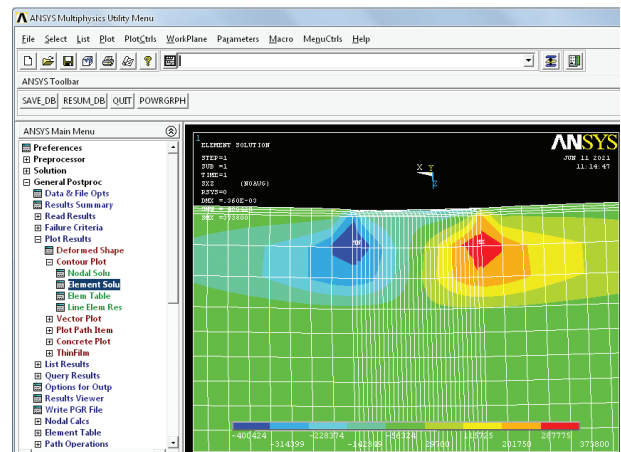 ANSYS Multiphysics Utility Menu
File Select List Plot PlotCtrls WorkPlane Parameters Macro MenuCtrls Help
ANSYS Toolbar
SAVE_DB RESUM_DB QUIT POWRGRPH
ANSYS Main Menu
Preferences
Preprocessor
Solution
General Postproc
Data & File Opts
Results Summary
Read Results
Failure Criteria
Plot Results
Deformed Shape
Contour Plot
Nodal Solu
Element Solu
Elem Table
Line Elem Res
Vector Plot
Plot Path Item
Concrete Plot
ThinFilm
List Results
Query Results
Options for Outp
Results Viewer
Write PGR File
Nodal Calcs
Element Table
Path Operations
1
ELEMENT SOLUTION
STEP=1
SUB =1
TIME=1
SXZ (NOAVG)
RSYS=0
DMX =.360E-03
SMX =373800
ANSYS
JUN 11 2021
11:14:47
X Y
Z
MN MX
-400424 -228374 -56324 115725 287775
-314399 -142349 29700 201750 373800